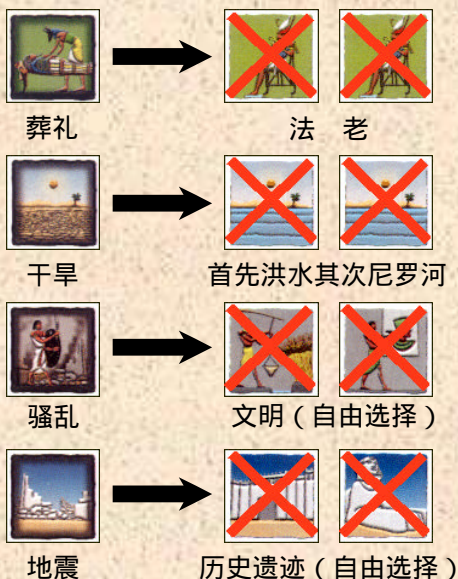 葬礼
法 老
干旱
首先洪水其次尼罗河
骚乱
文明（自由选择）
地震
历史遗迹（自由选择）